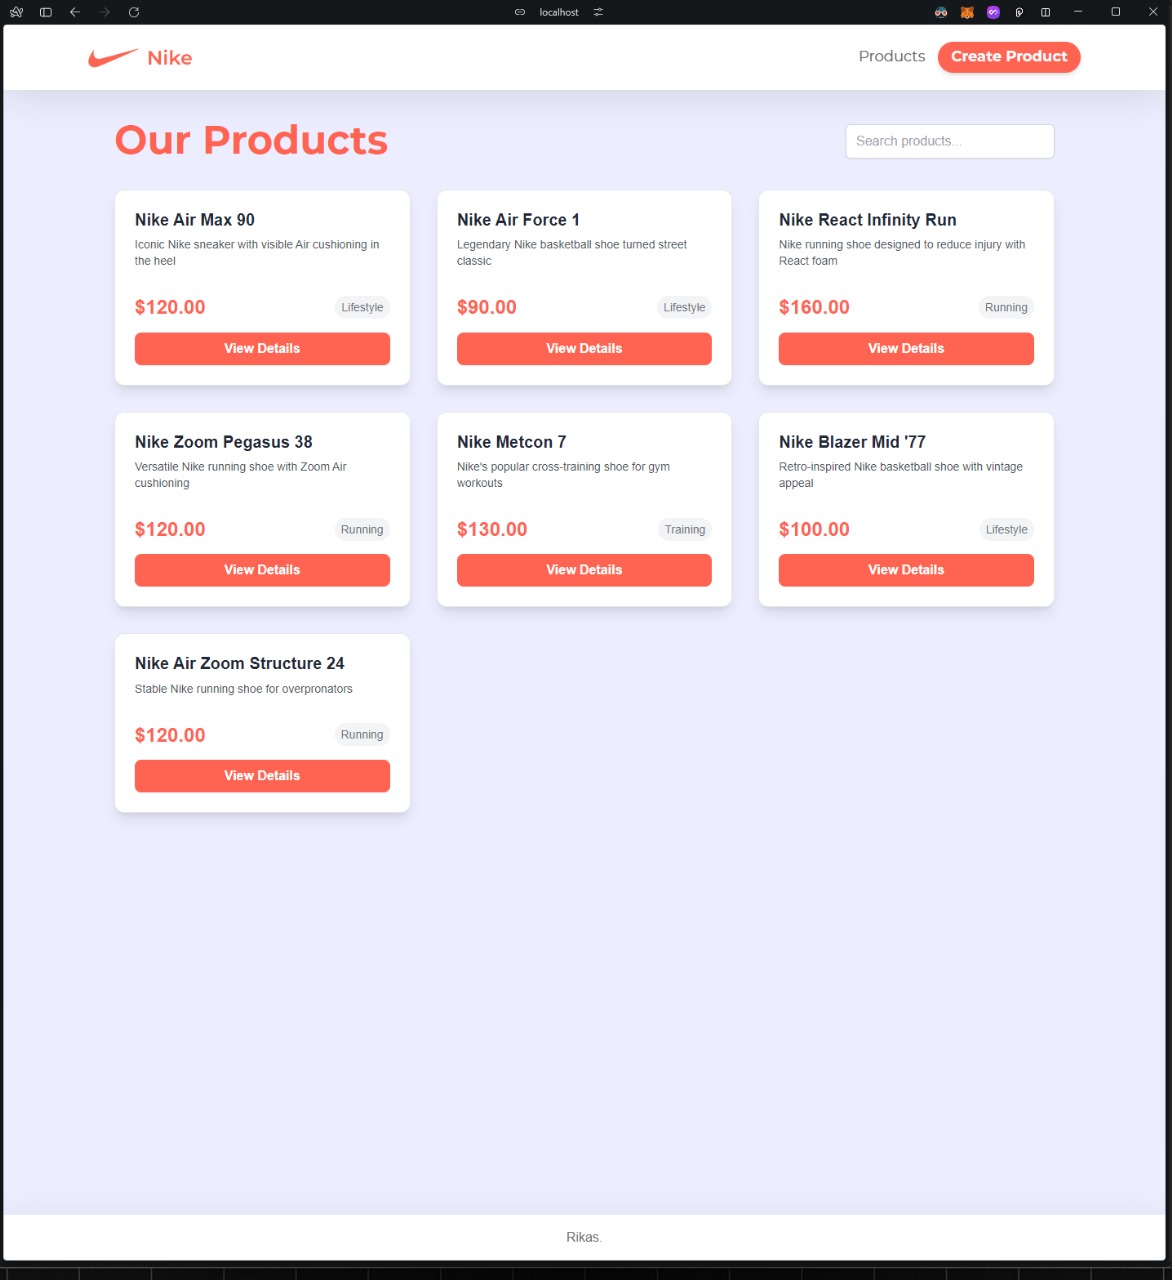 localhost
Nike
Products
Create Product
Our Products
Search products...
Nike Air Max 90
Iconic Nike sneaker with visible Air cushioning in
the heel
$120.00
Lifestyle
View Details
Nike Air Force 1
Legendary Nike basketball shoe turned street
classic
$90.00
Lifestyle
View Details
Nike React Infinity Run
Nike running shoe designed to reduce injury with
React foam
$160.00
Running
View Details
Nike Zoom Pegasus 38
Versatile Nike running shoe with Zoom Air
cushioning
$120.00
Running
View Details
Nike Metcon 7
Nike's popular cross-training shoe for gym
workouts
$130.00
Training
View Details
Nike Blazer Mid '77
Retro-inspired Nike basketball shoe with vintage
appeal
$100.00
Lifestyle
View Details
Nike Air Zoom Structure 24
Stable Nike running shoe for overpronators
$120.00
Running
View Details
Rikas.